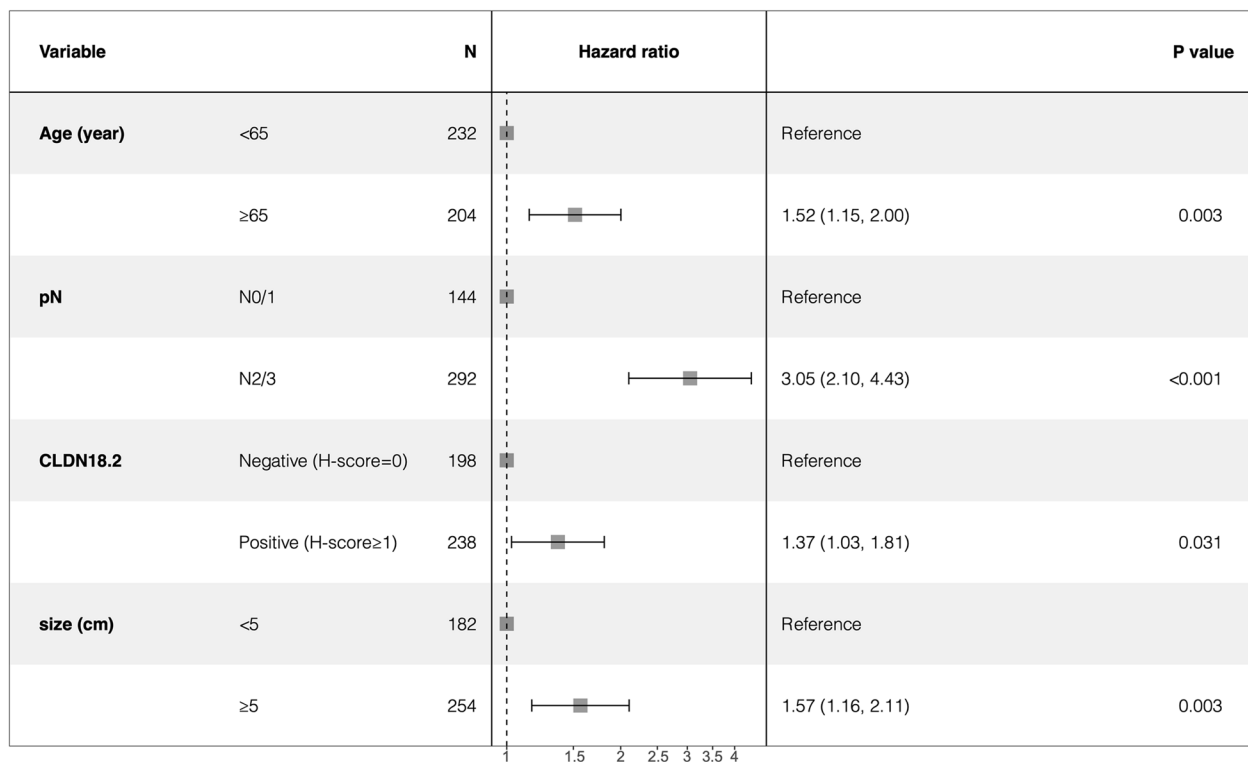 Variable N Hazard ratio P value
Age (year) <65 232 Reference
≥65 204 1.52 (1.15, 2.00) 0.003
pN N0/1 144 Reference
N2/3 292 3.05 (2.10, 4.43) <0.001
CLDN18.2 Negative (H-score=0) 198 Reference
Positive (H-score≥1) 238 1.37 (1.03, 1.81) 0.031
size (cm) <5 182 Reference
≥5 254 1.57 (1.16, 2.11) 0.003
1 1.5 2 2.5 3 3.5 4